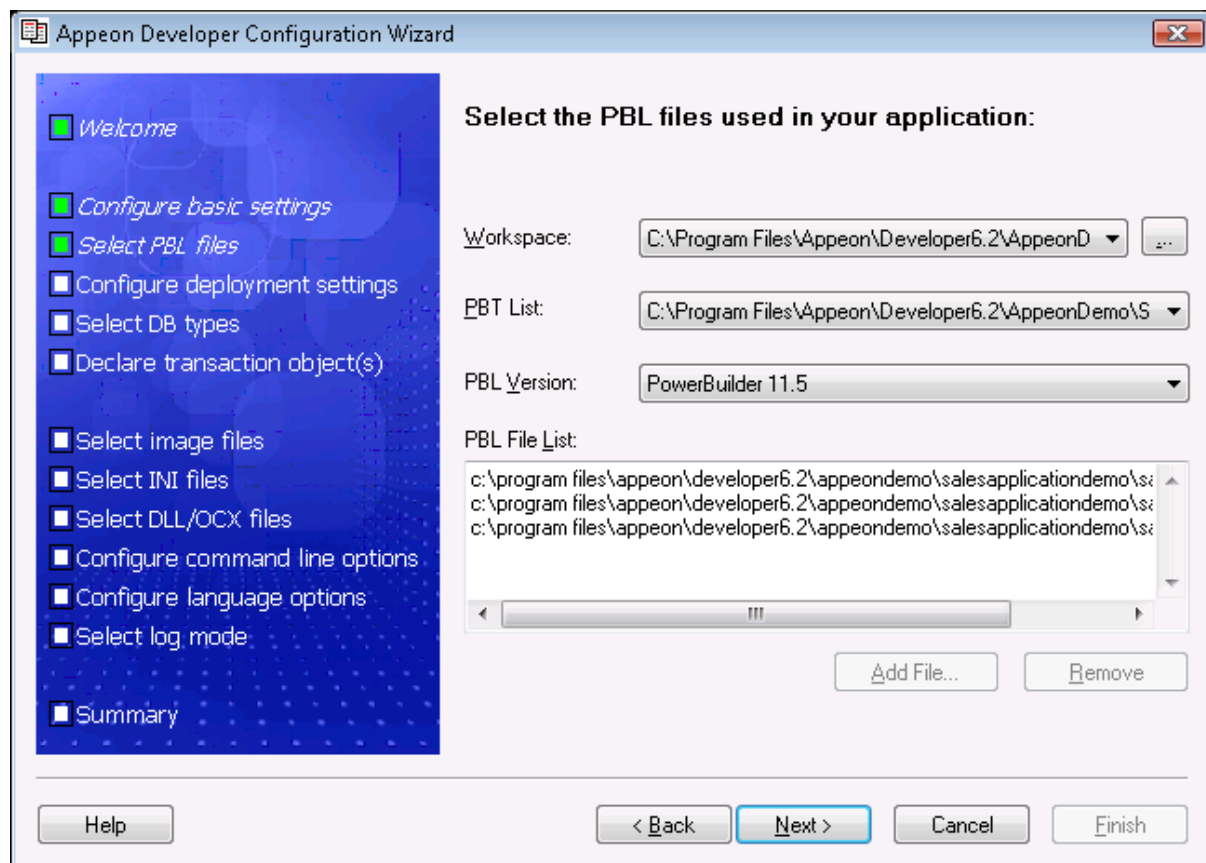 Appeon Developer Configuration Wizard
Welcome
Configure basic settings
Select PBL files
Configure deployment settings
Select DB types
Declare transaction object(s)
Select image files
Select INI files
Select DLL/OCX files
Configure command line options
Configure language options
Select log mode
Summary
Select the PBL files used in your application:
Workspace:
C:\Program Files\Appeon\Developer6.2\AppeonD
...
PBT List:
C:\Program Files\Appeon\Developer6.2\AppeonDemo\S
PBL Version:
PowerBuilder 11.5
PBL File List:
c:\program files\appeon\developer6.2\appeondemo\salesapplicationdemo\sa
c:\program files\appeon\developer6.2\appeondemo\salesapplicationdemo\sa
c:\program files\appeon\developer6.2\appeondemo\salesapplicationdemo\sa
Add File...
Remove
Help
< Back
Next >
Cancel
Finish